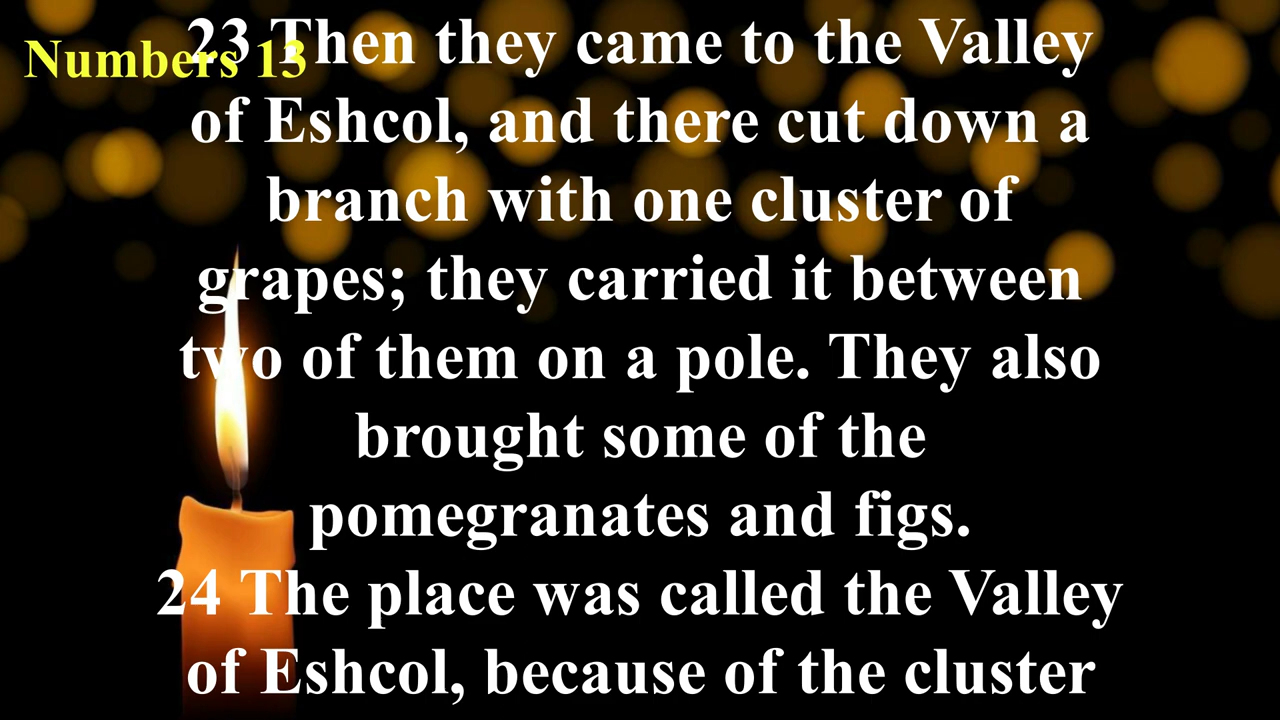 Numbers 13
23 Then they came to the Valley
of Eshcol, and there cut down a
branch with one cluster of
grapes; they carried it between
two of them on a pole. They also
brought some of the
pomegranates and figs.
24 The place was called the Valley
of Eshcol, because of the cluster